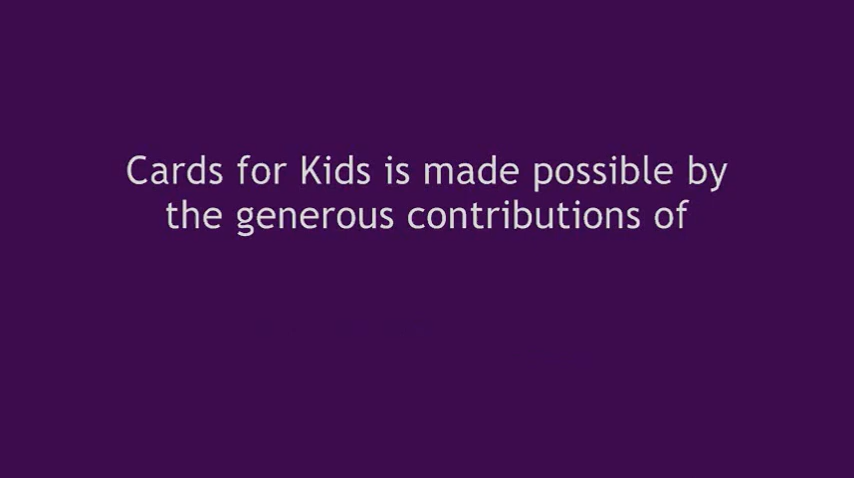 Cards for Kids is made possible by
the generous contributions of